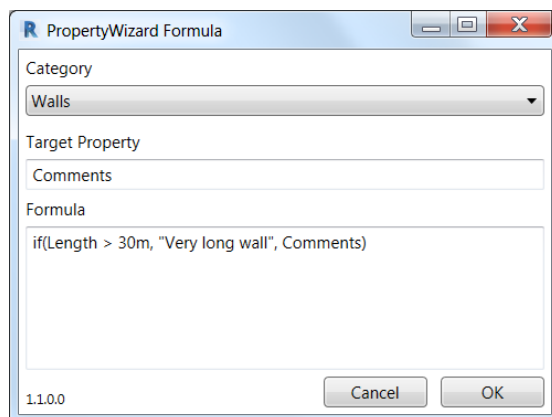 PropertyWizard Formula
Category
Walls
Target Property
Comments
Formula
if(Length > 30m, "Very long wall", Comments)
1.1.0.0
Cancel
OK